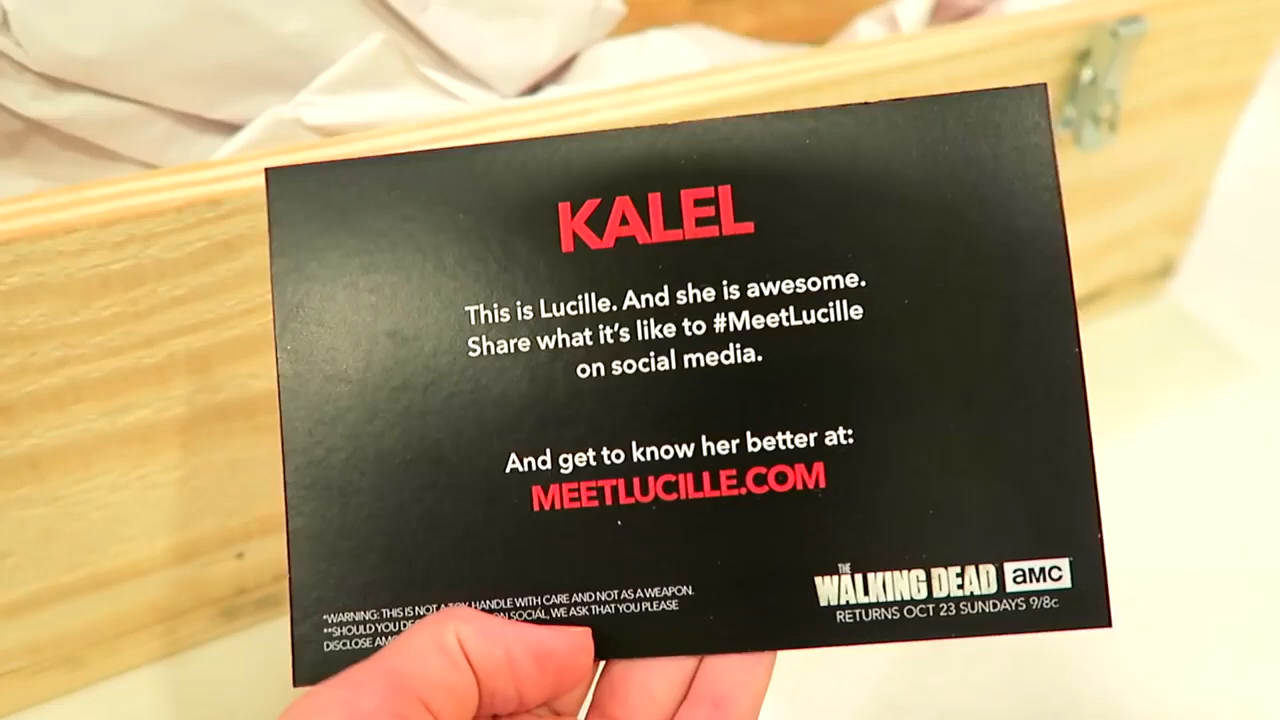 KALEL
This is Lucille. And she is awesome.
Share what it's like to #MeetLucille
on social media.
And get to know her better at:
MEETLUCILLE.COM
*WARNING: THIS IS NOT A TOY. HANDLE WITH CARE AND NOT AS A WEAPON.
**SHOULD YOU ON SOCIAL, WE ASK THAT YOU PLEASE
DISCLOSE
THE
WALKING DEAD amc
RETURNS OCT 23 SUNDAYS 9/8c